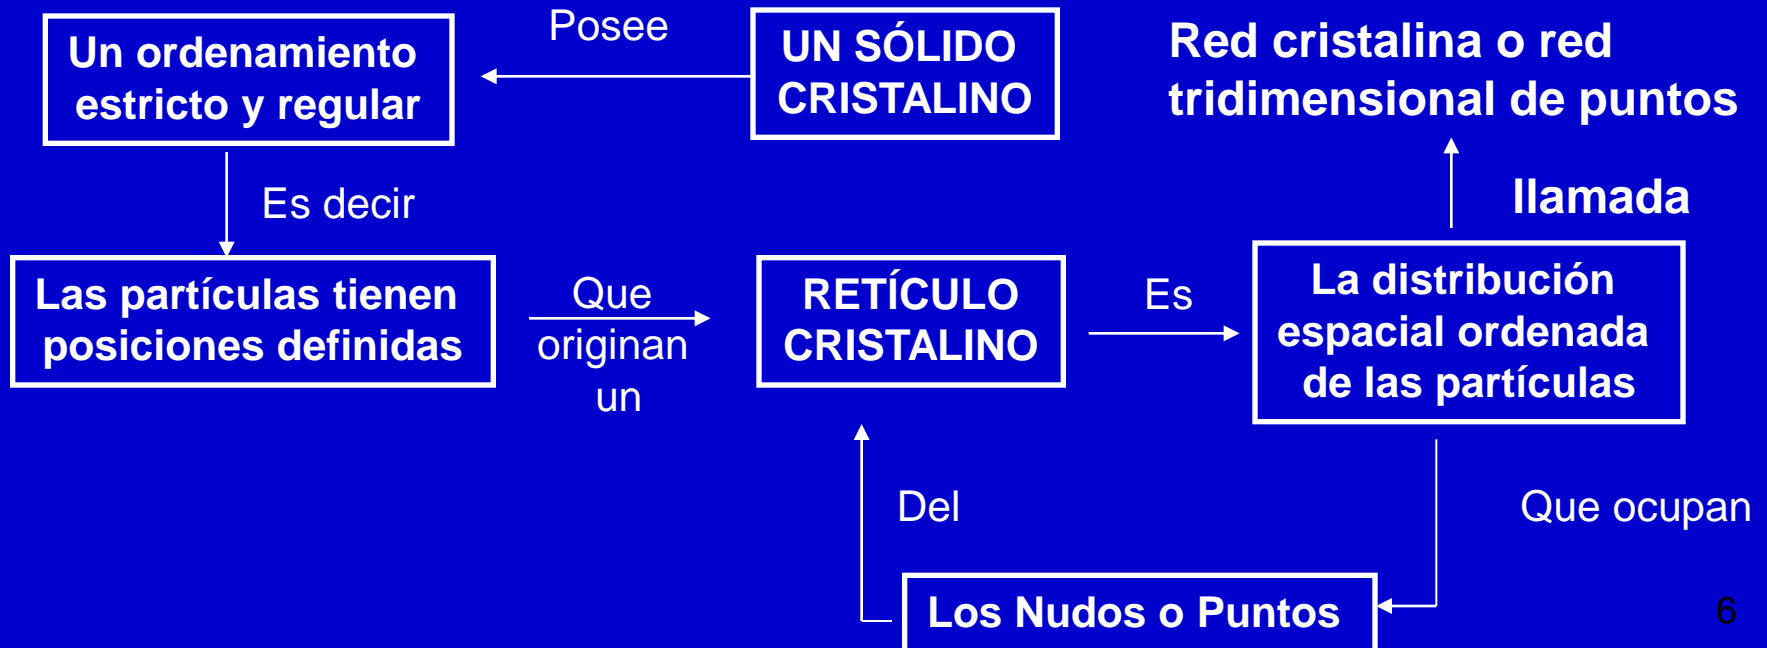 Posee
Un ordenamiento
estricto y regular
UN SÓLIDO
CRISTALINO
Red cristalina o red
tridimensional de puntos
Es decir
llamada
Las partículas tienen
posiciones definidas
Que
originan
un
RETÍCULO
CRISTALINO
Es
La distribución
espacial ordenada
de las partículas
Del
Que ocupan
Los Nudos o Puntos
6